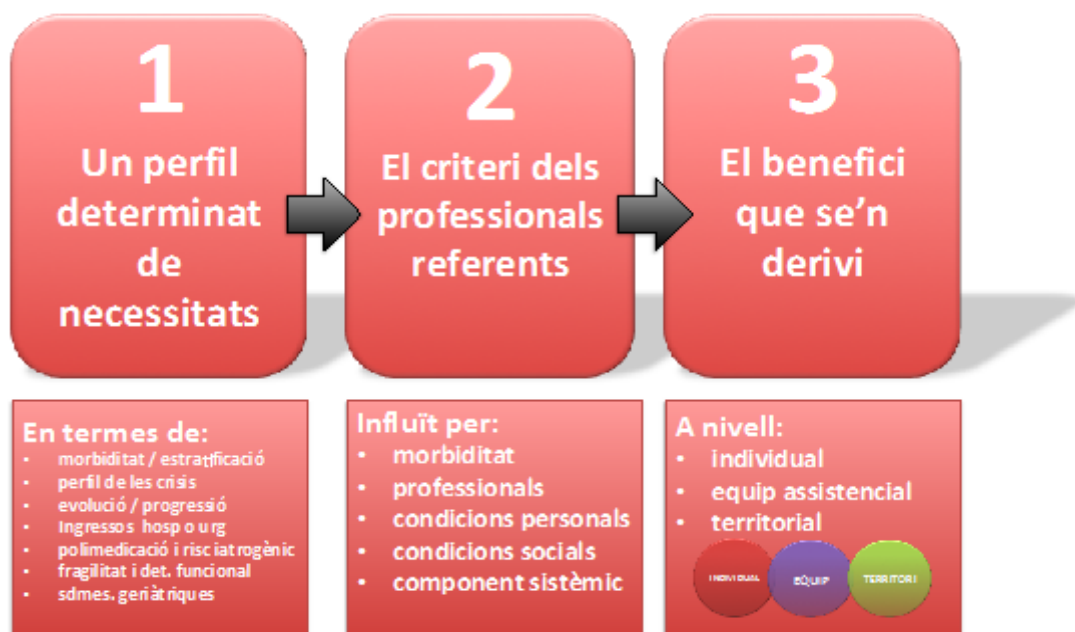 1
Un perfil
determinat
de
necessitats
2
El criteri dels
professionals
referents
3
El benefici
que se'n
derivi
En termes de:
• morbiditat / estratificació
• perfil de les crisis
• evolució / progressió
• Ingressos hosp o urg
• polimedicació i risc iatrogènic
• fragilitat i det. funcional
• sdmes. geriàtriques
Influït per:
• morbiditat
• professionals
• condicions personals
• condicions socials
• component sistèmic
A nivell:
• individual
• equip assistencial
• territorial
INDIVIDUAL
EQUIP
TERRITORI